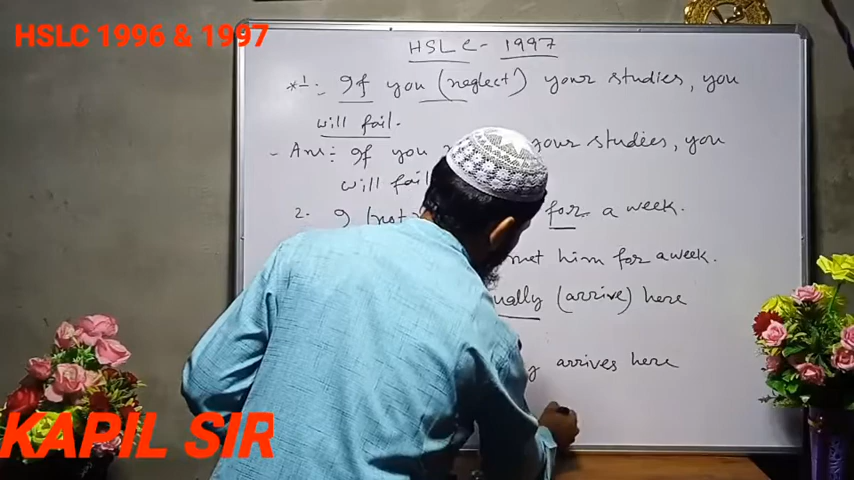 HSLC (1996 & 1997)
HSLC - 1997
*1. If you (neglect) your studies, you
will fail.
- Ans: If you your studies, you
will fail
2. I (not for a week.
met him for a week.
(arrive) here
arrives here
KAPIL SIR